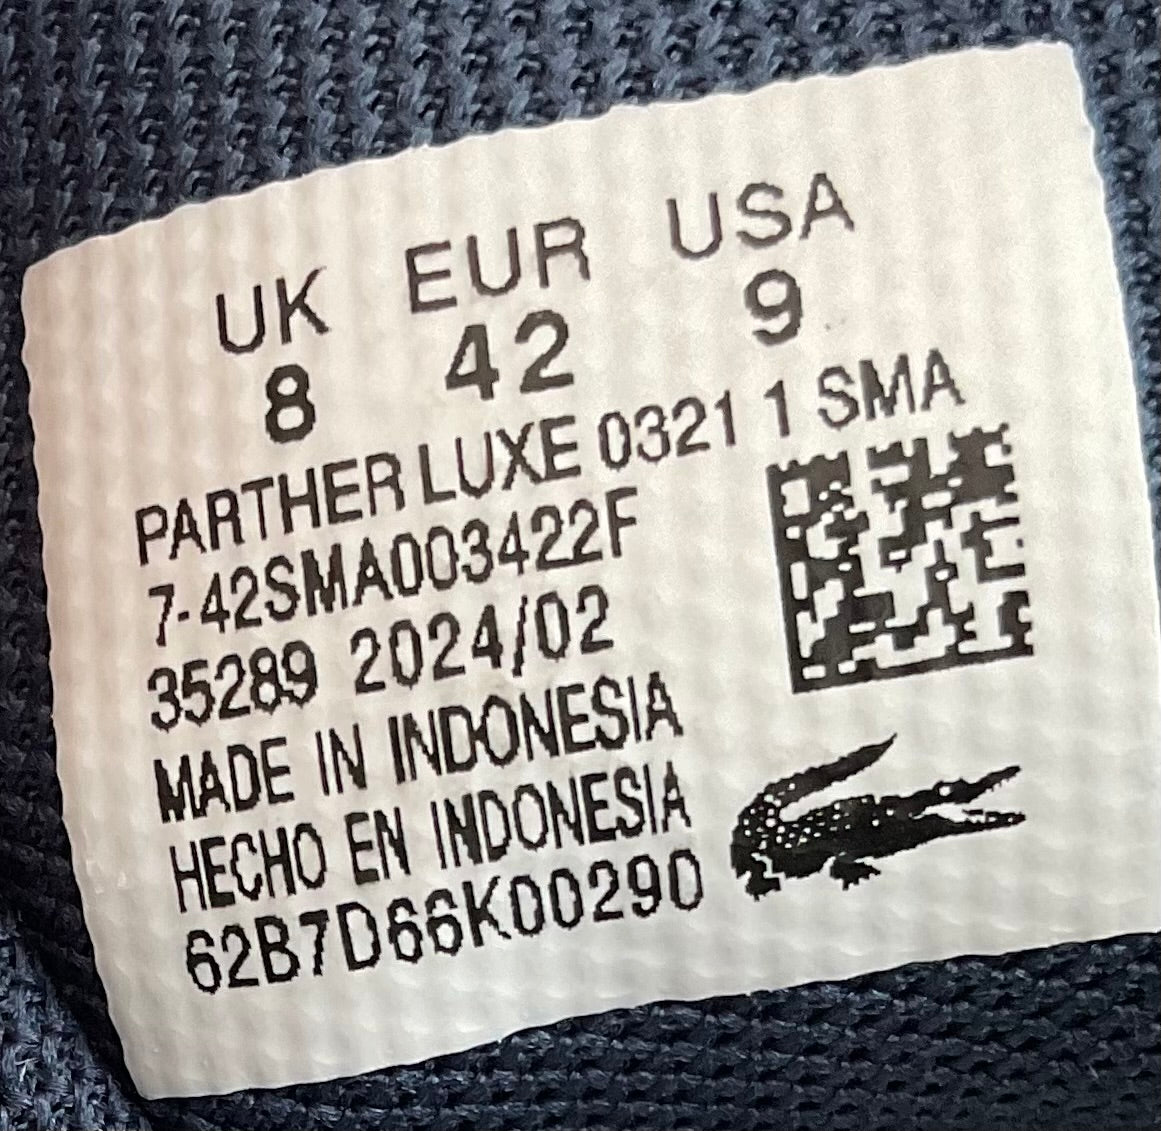 UK EUR USA
8 42 9
PARTHER LUXE 0321 1 SMA
7-42SMA003422F
35289 2024/02
MADE IN INDONESIA
HECHO EN INDONESIA
62B7D66K00290